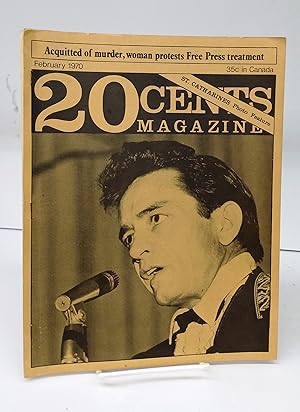 Acquitted of murder, woman protests Free Press treatment
February 1970
35c in Canada
20 CENTS
MAGAZINE
ST. CATHARINES Photo Feature